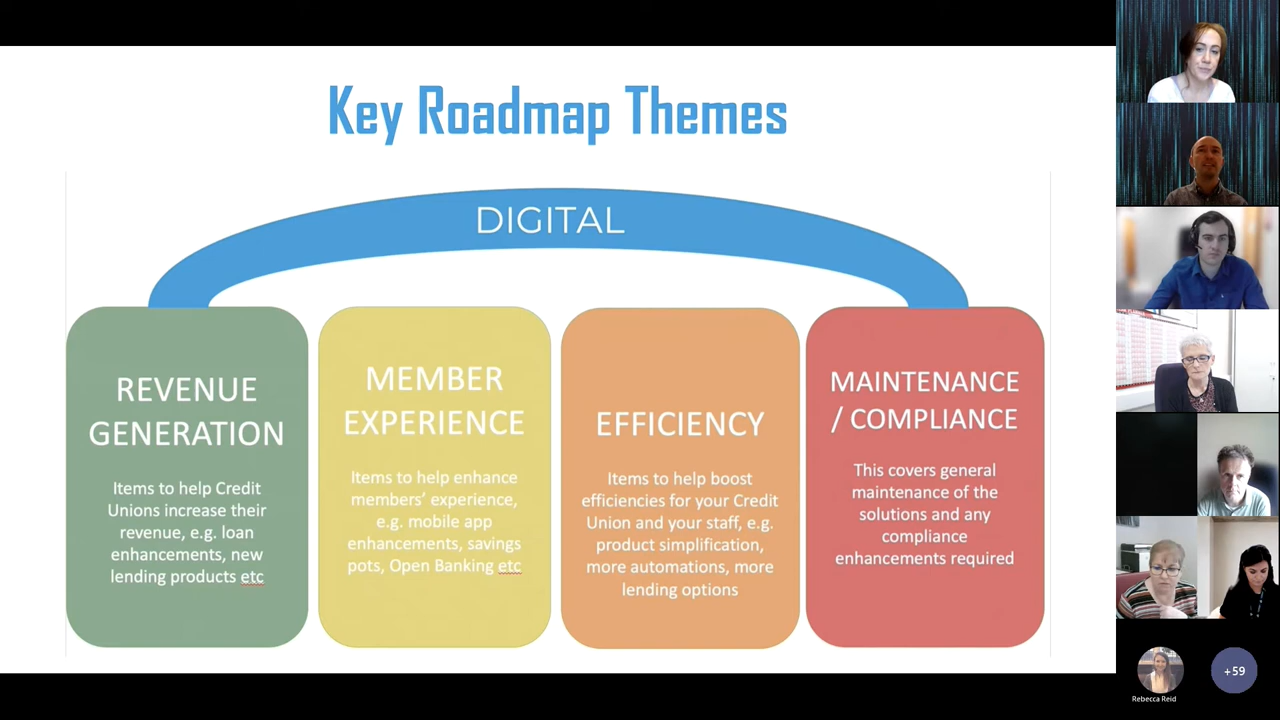 Key Roadmap Themes
DIGITAL
REVENUE
GENERATION
Items to help Credit
Unions increase their
revenue, e.g. loan
enhancements, new
lending products etc
MEMBER
EXPERIENCE
Items to help enhance
members’ experience,
e.g. mobile app
enhancements, savings
pots, Open Banking etc
EFFICIENCY
Items to help boost
efficiencies for your Credit
Union and your staff, e.g.
product simplification,
more automations, more
lending options
MAINTENANCE
/ COMPLIANCE
This covers general
maintenance of the
solutions and any
compliance
enhancements required
+59
Rebecca Reid